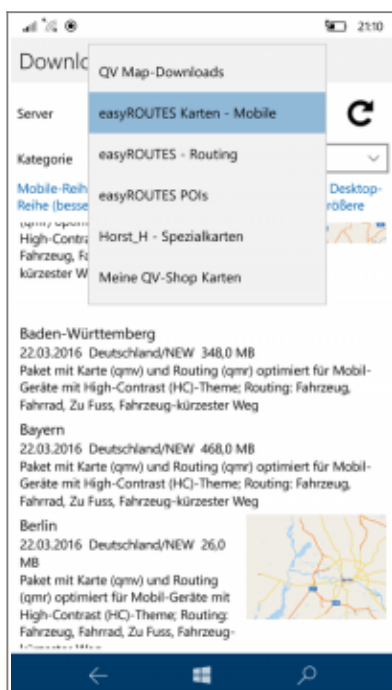 21:10
Downlo
QV Map-Downloads
Server
easyROUTES Karten - Mobile
easyROUTES - Routing
Kategorie
Mobile-Reih
Desktop-
easyROUTES POIs
Reihe (besse
rößere
High-Contra
Horst_H - Spezialkarten
Fahrzeug, Fa
kürzester W
Meine QV-Shop Karten
Baden-Württemberg
22.03.2016 Deutschland/NEW 348,0 MB
Paket mit Karte (qmv) und Routing (qmr) optimiert für Mobil-
Geräte mit High-Contrast (HC)-Theme; Routing: Fahrzeug,
Fahrrad, Zu Fuss, Fahrzeug-kürzester Weg
Bayern
22.03.2016 Deutschland/NEW 468,0 MB
Paket mit Karte (qmv) und Routing (qmr) optimiert für Mobil-
Geräte mit High-Contrast (HC)-Theme; Routing: Fahrzeug,
Fahrrad, Zu Fuss, Fahrzeug-kürzester Weg
Berlin
22.03.2016 Deutschland/NEW 26,0
MB
Paket mit Karte (qmv) und Routing
(qmr) optimiert für Mobil-Geräte mit
High-Contrast (HC)-Theme; Routing:
Fahrzeug, Fahrrad, Zu Fuss, Fahrzeug-